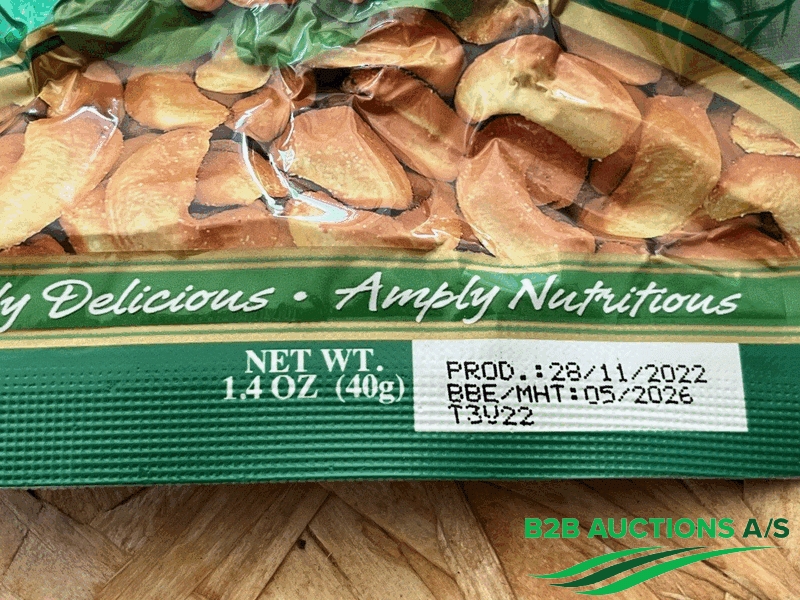 Delicious • Amply Nutritious
NET WT.
1.4 OZ (40g)
PROD.:28/11/2022
BBE/MHT:05/2026
T3V22
B2B AUCTIONS A/S